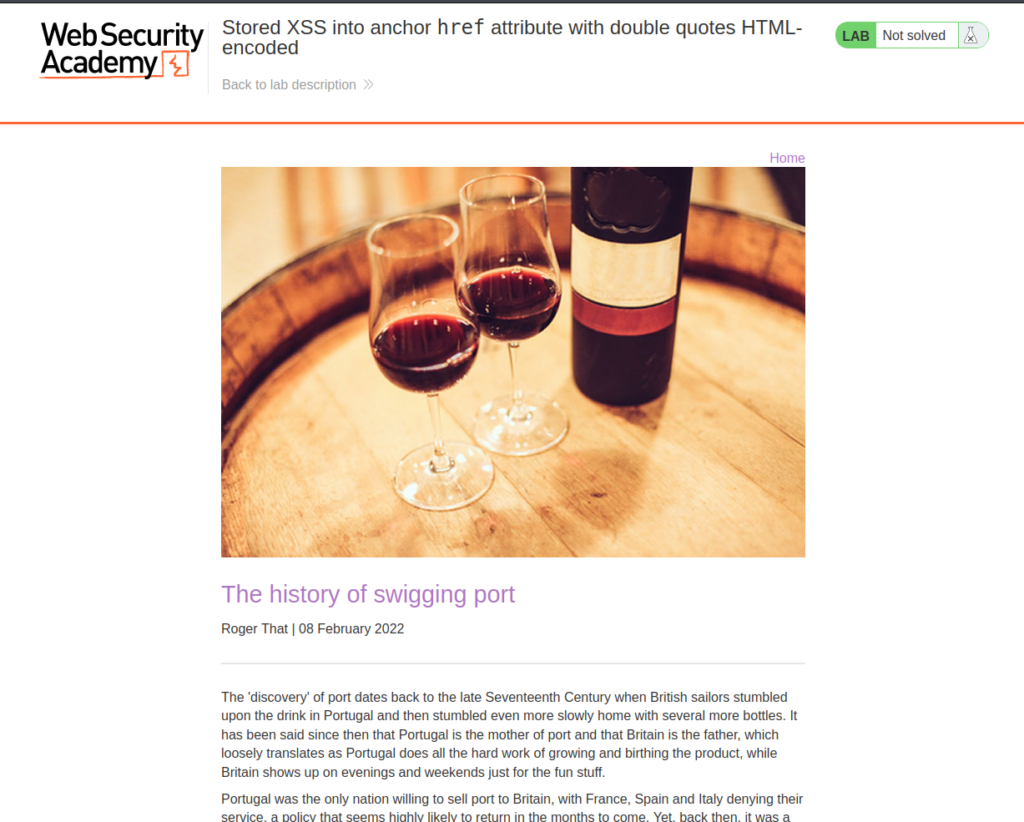 Web Security
Academy
Stored XSS into anchor href attribute with double quotes HTML-
encoded
Back to lab description
LAB Not solved
Home
The history of swigging port
Roger That | 08 February 2022
The 'discovery' of port dates back to the late Seventeenth Century when British sailors stumbled
upon the drink in Portugal and then stumbled even more slowly home with several more bottles. It
has been said since then that Portugal is the mother of port and that Britain is the father, which
loosely translates as Portugal does all the hard work of growing and birthing the product, while
Britain shows up on evenings and weekends just for the fun stuff.
Portugal was the only nation willing to sell port to Britain, with France, Spain and Italy denying their
service, a policy that seems highly likely to return in the months to come. Yet, back then, it was a